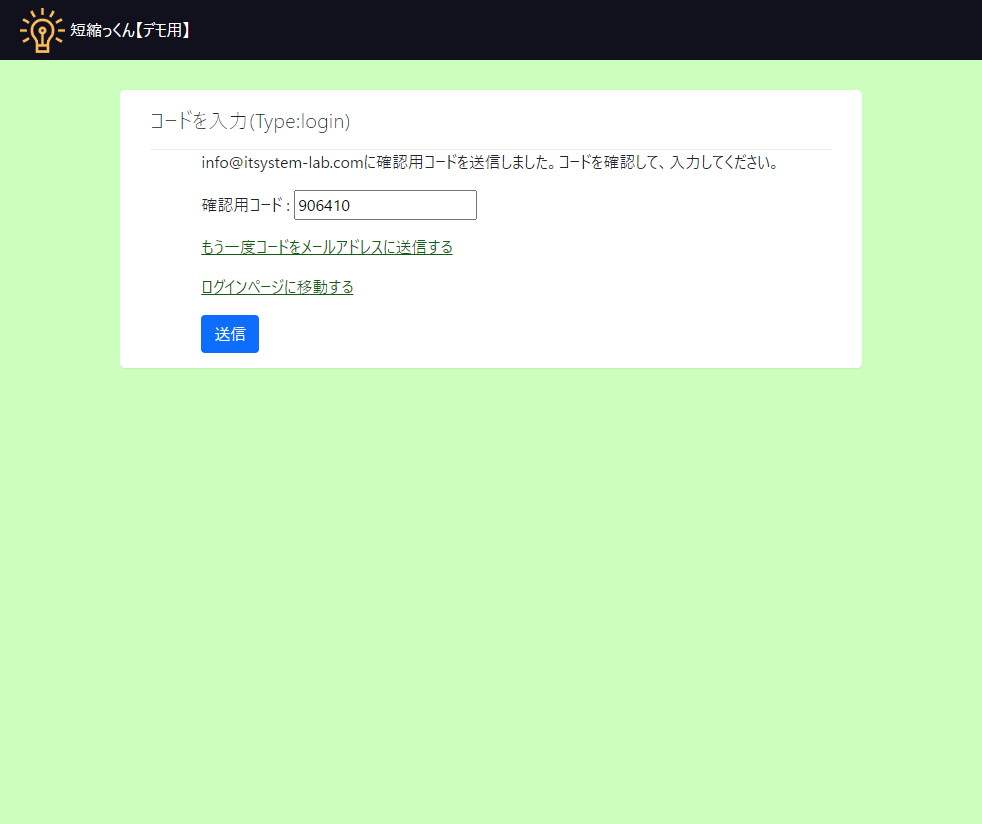 短縮っくん【デモ用】
コードを入力(Type:login)
info@itsystem-lab.comに確認用コードを送信しました。コードを確認して、入力してください。
確認用コード : 906410
もう一度コードをメールアドレスに送信する
ログインページに移動する
送信